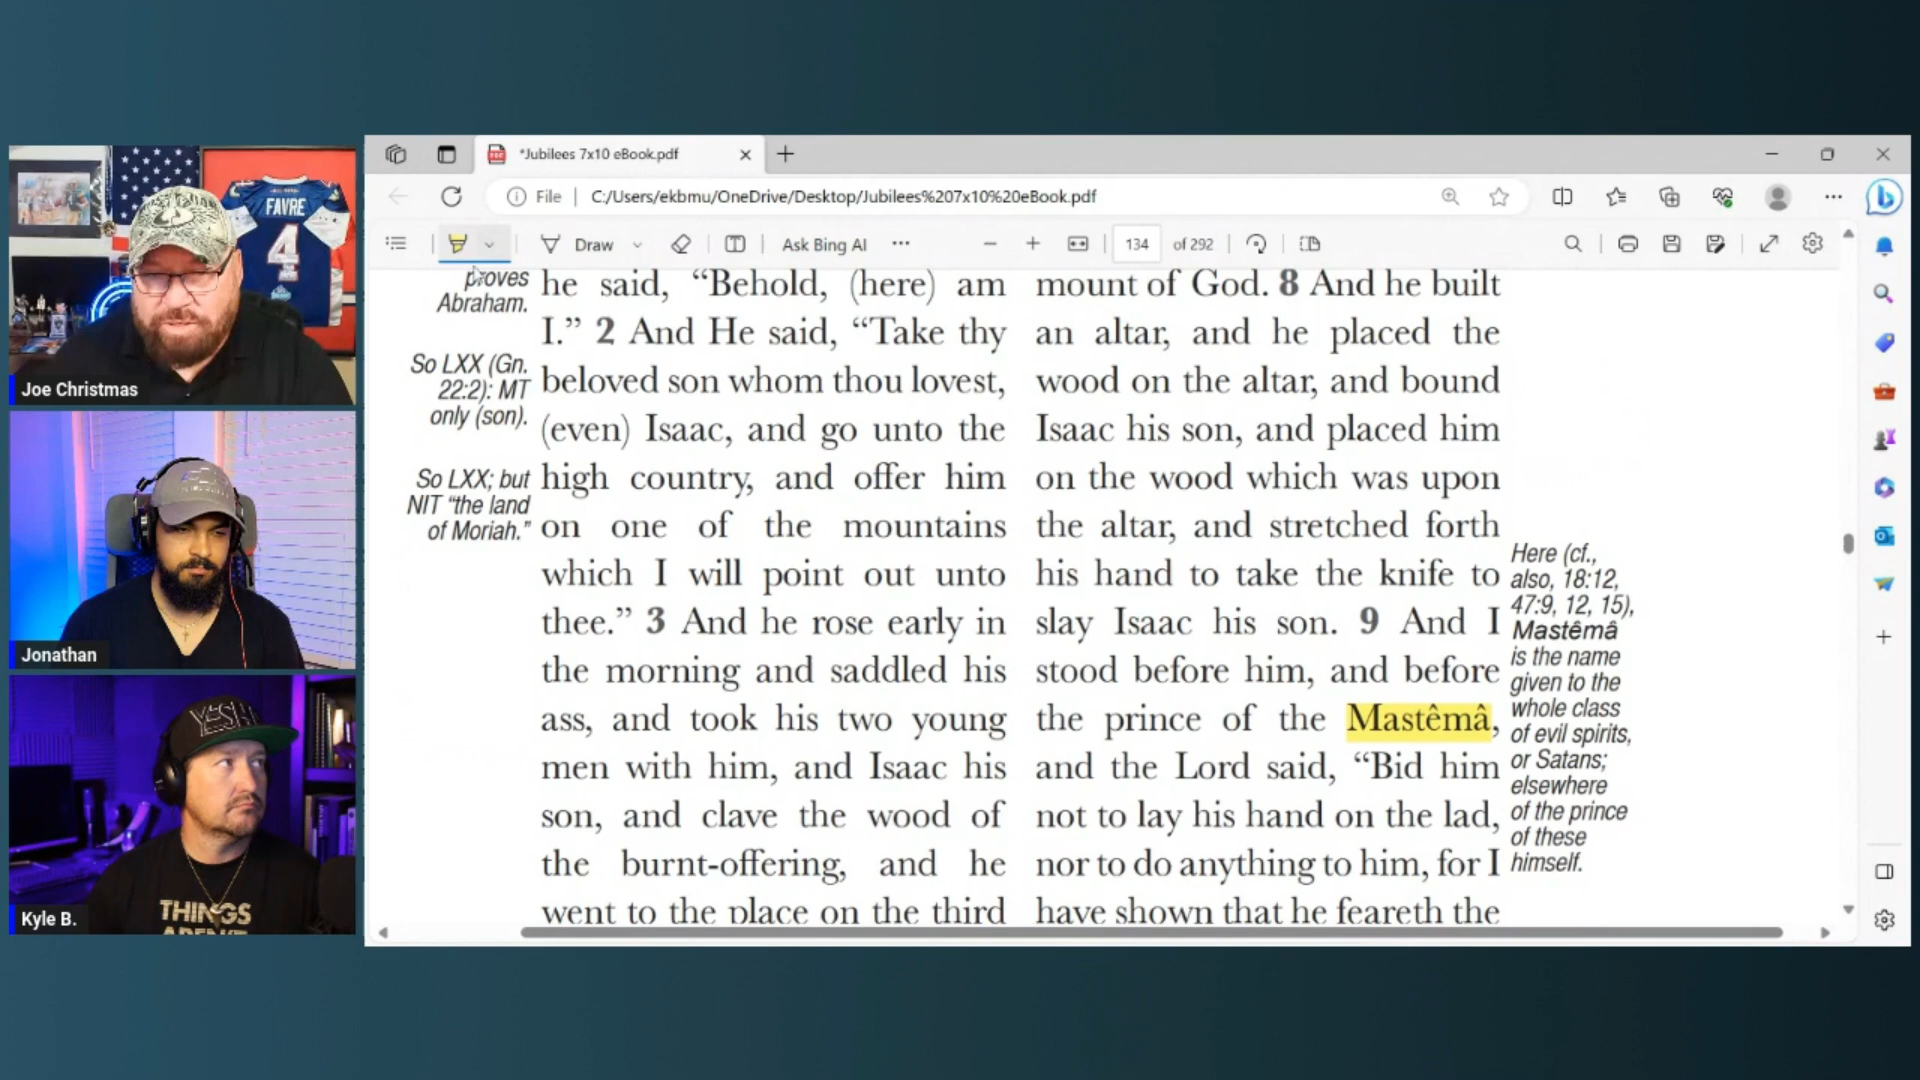 FAVRE
4
Joe Christmas
Jonathan
YESH
THINGS
Kyle B.
*Jubilees 7x10 eBook.pdf
File
C:/Users/ekbmu/OneDrive/Desktop/Jubilees%207x10%20eBook.pdf
Draw
Ask Bing AI
134 of 292
proves
Abraham.
So LXX (Gn.
22:2): MT
only (son).
So LXX; but
NIT “the land
of Moriah.”
he said, “Behold, (here) am
I.” 2 And He said, “Take thy
beloved son whom thou lovest,
(even) Isaac, and go unto the
high country, and offer him
on one of the mountains
which I will point out unto
thee.” 3 And he rose early in
the morning and saddled his
ass, and took his two young
men with him, and Isaac his
son, and clave the wood of
the burnt-offering, and he
went to the place on the third
mount of God. 8 And he built
an altar, and he placed the
wood on the altar, and bound
Isaac his son, and placed him
on the wood which was upon
the altar, and stretched forth
his hand to take the knife to
slay Isaac his son. 9 And I
stood before him, and before
the prince of the Mastêmâ,
and the Lord said, “Bid him
not to lay his hand on the lad,
nor to do anything to him, for I
have shown that he feareth the
Here (cf.,
also, 18:12,
47:9, 12, 15),
Mastêmâ
is the name
given to the
whole class
of evil spirits,
or Satans;
elsewhere
of the prince
of these
himself.